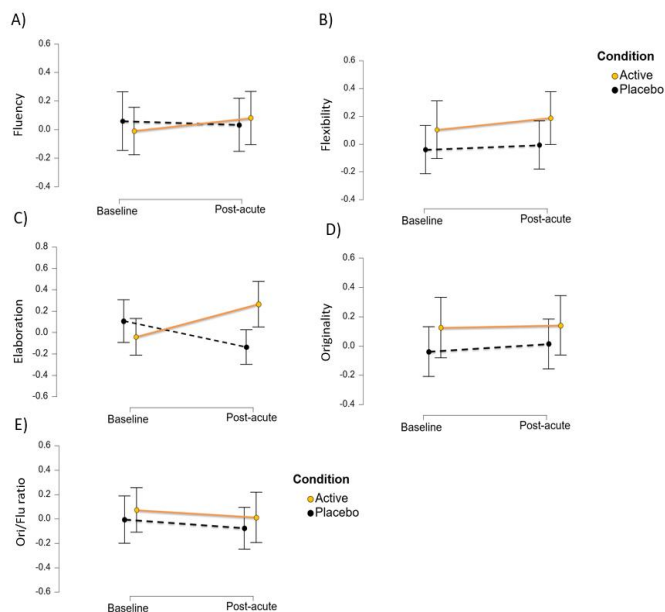 A)
0.6
0.4
0.2
0.0
-0.2
-0.4
Fluency
Baseline Post-acute
B)
0.6
0.4
0.2
0.0
-0.2
-0.4
Flexibility
Baseline Post-acute
Condition
Active
Placebo
C)
0.8
0.6
0.4
0.2
0.0
-0.2
-0.4
-0.6
Elaboration
Baseline Post-acute
D)
0.6
0.4
0.2
0.0
-0.2
-0.4
Originality
Baseline Post-acute
E)
0.6
0.4
0.2
0.0
-0.2
-0.4
-0.6
Ori/Flu ratio
Baseline Post-acute
Condition
Active
Placebo